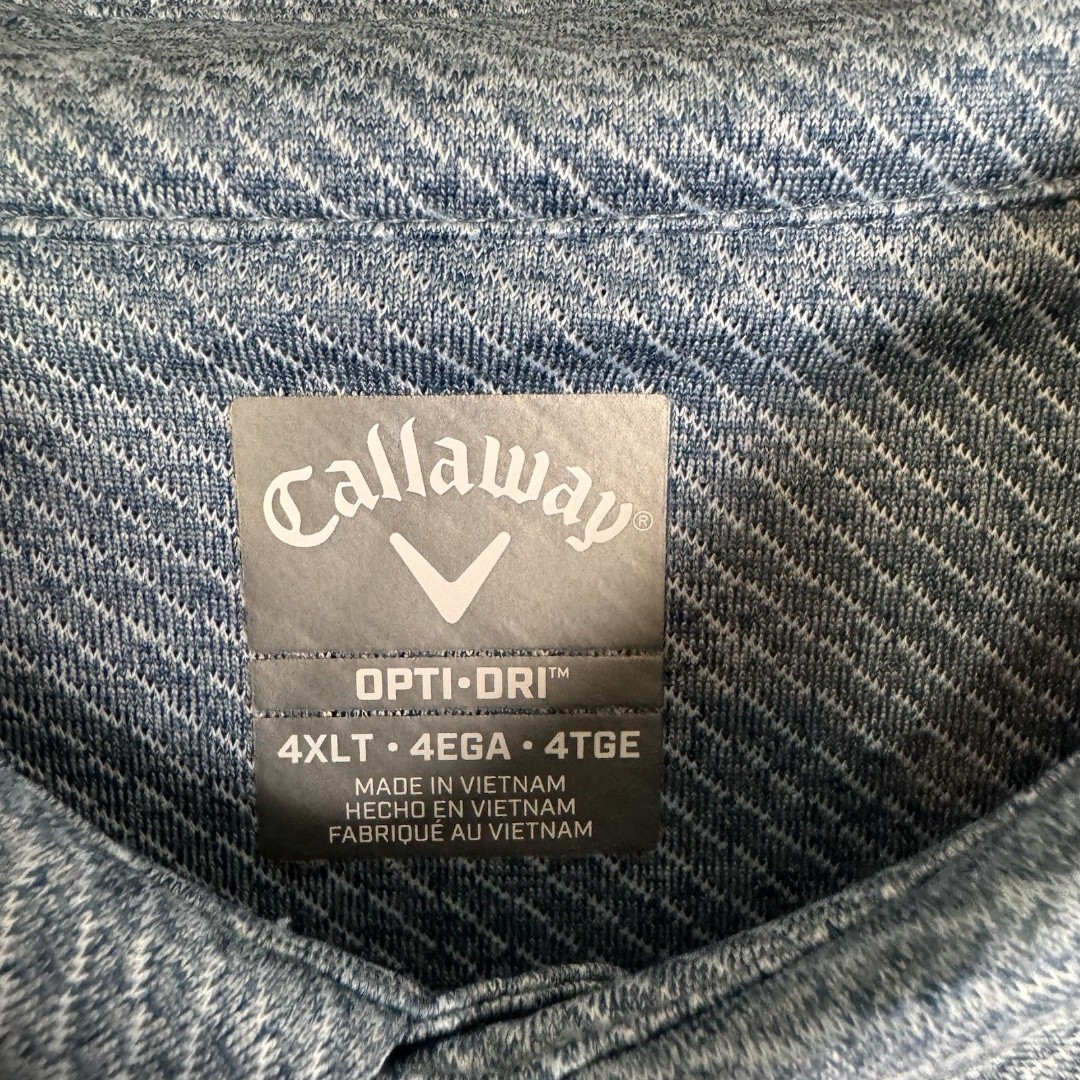 Callaway®
OPTI•DRI™
4XLT • 4EGA • 4TGE
MADE IN VIETNAM
HECHO EN VIETNAM
FABRIQUÉ AU VIETNAM